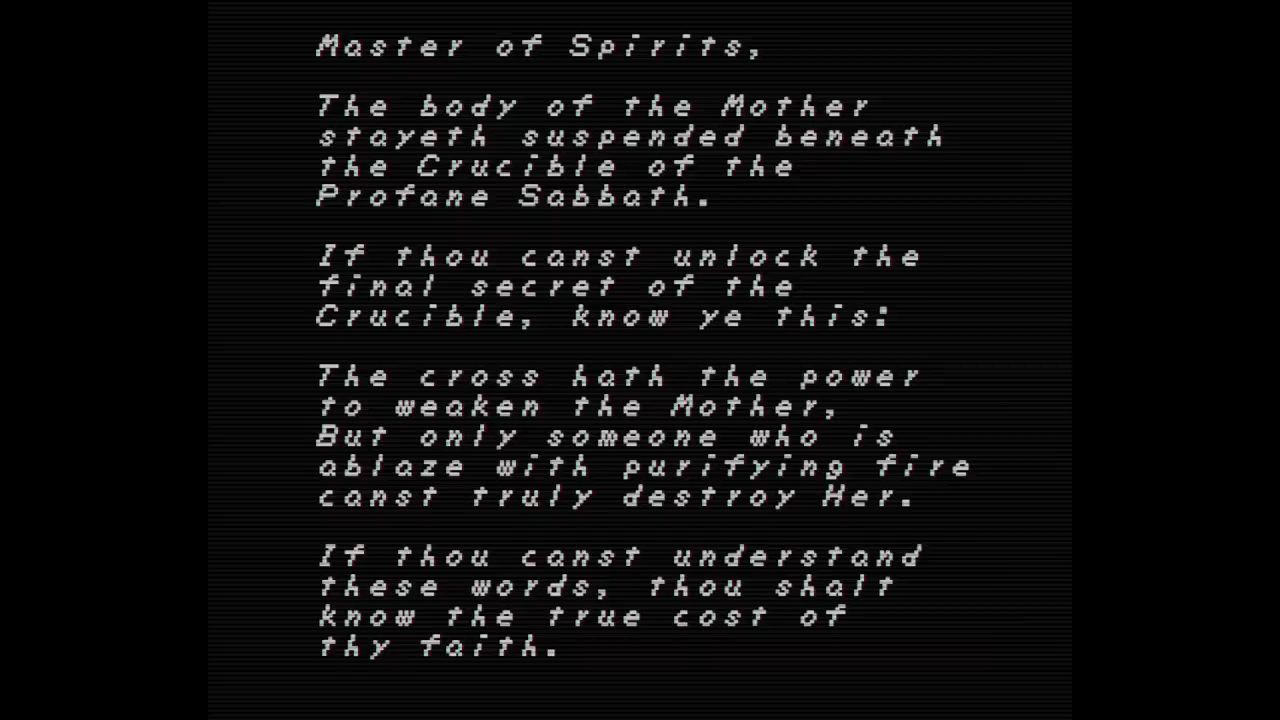 Master of Spirits,
The body of the Mother
stayeth suspended beneath
the Crucible of the
Profane Sabbath.
If thou canst unlock the
final secret of the
Crucible, know ye this:
The cross hath the power
to weaken the Mother,
But only someone who is
ablaze with purifying fire
canst truly destroy Her.
If thou canst understand
these words, thou shalt
know the true cost of
thy faith.